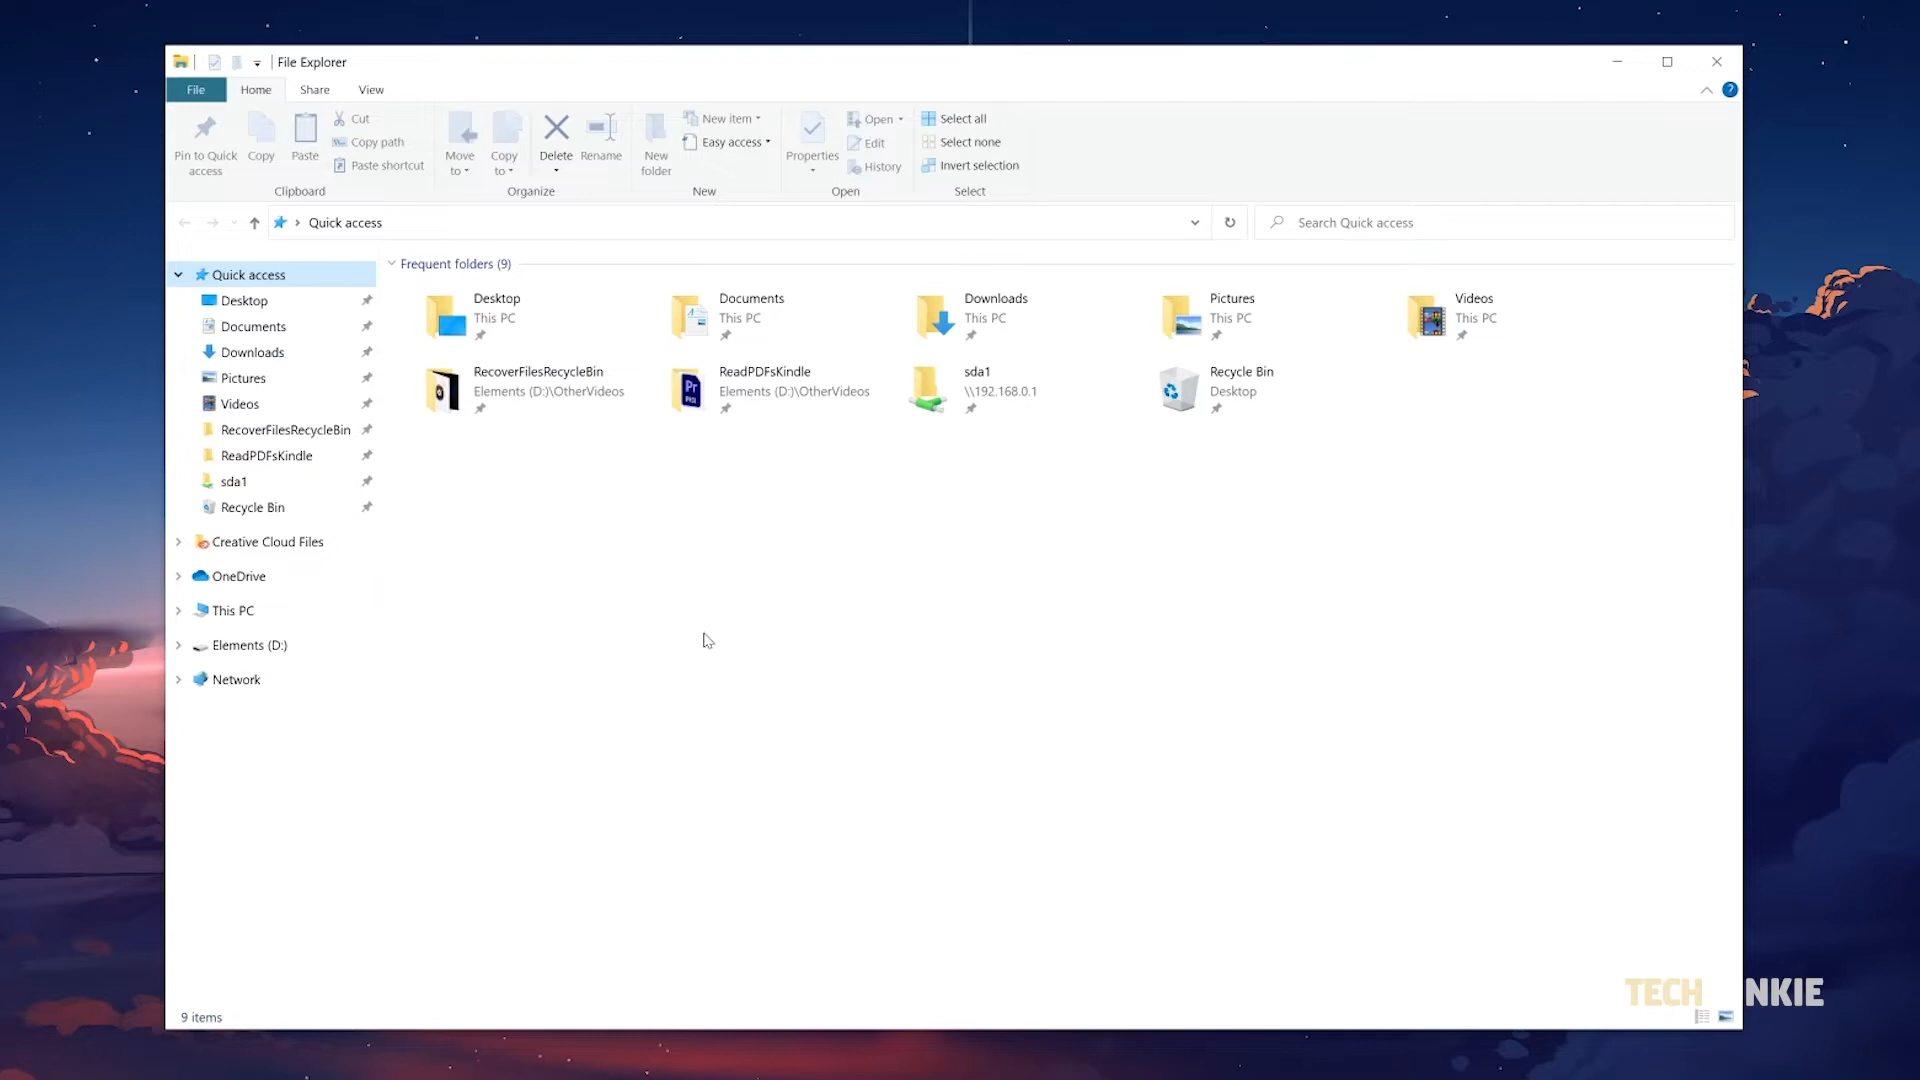 File Explorer
File Home Share View
Pin to Quick access
Copy
Paste
Cut
Copy path
Paste shortcut
Clipboard
Move to
Copy to
Delete
Rename
Organize
New folder
New item
Easy access
New
Properties
Open
Edit
History
Open
Select all
Select none
Invert selection
Select
Quick access
Search Quick access
Quick access
Desktop
Documents
Downloads
Pictures
Videos
RecoverFilesRecycleBin
ReadPDFsKindle
sda1
Recycle Bin
Creative Cloud Files
OneDrive
This PC
Elements (D:)
Network
Frequent folders (9)
Desktop
This PC
Documents
This PC
Downloads
This PC
Pictures
This PC
Videos
This PC
RecoverFilesRecycleBin
Elements (D:)\OtherVideos
Pr
ReadPDFsKindle
Elements (D:)\OtherVideos
sda1
\\192.168.0.1
Recycle Bin
Desktop
9 items
TECH NKIE